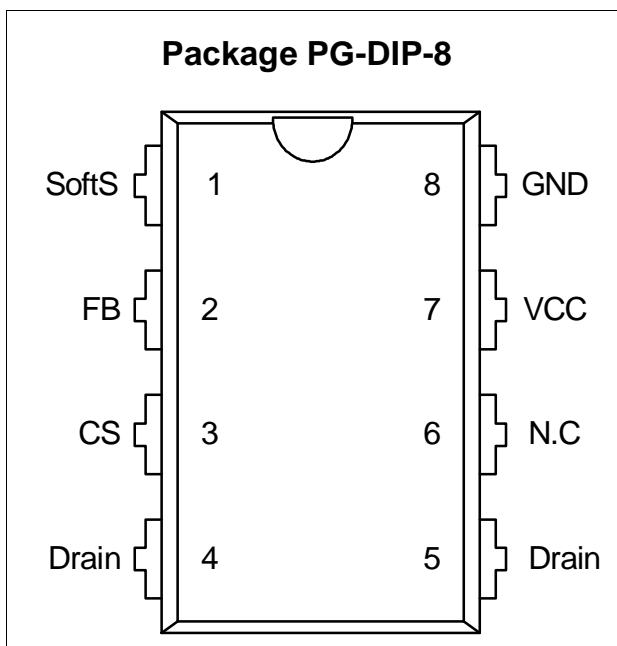 Package PG-DIP-8
SoftS 1 8 GND
FB 2 7 VCC
CS 3 6 N.C
Drain 4 5 Drain